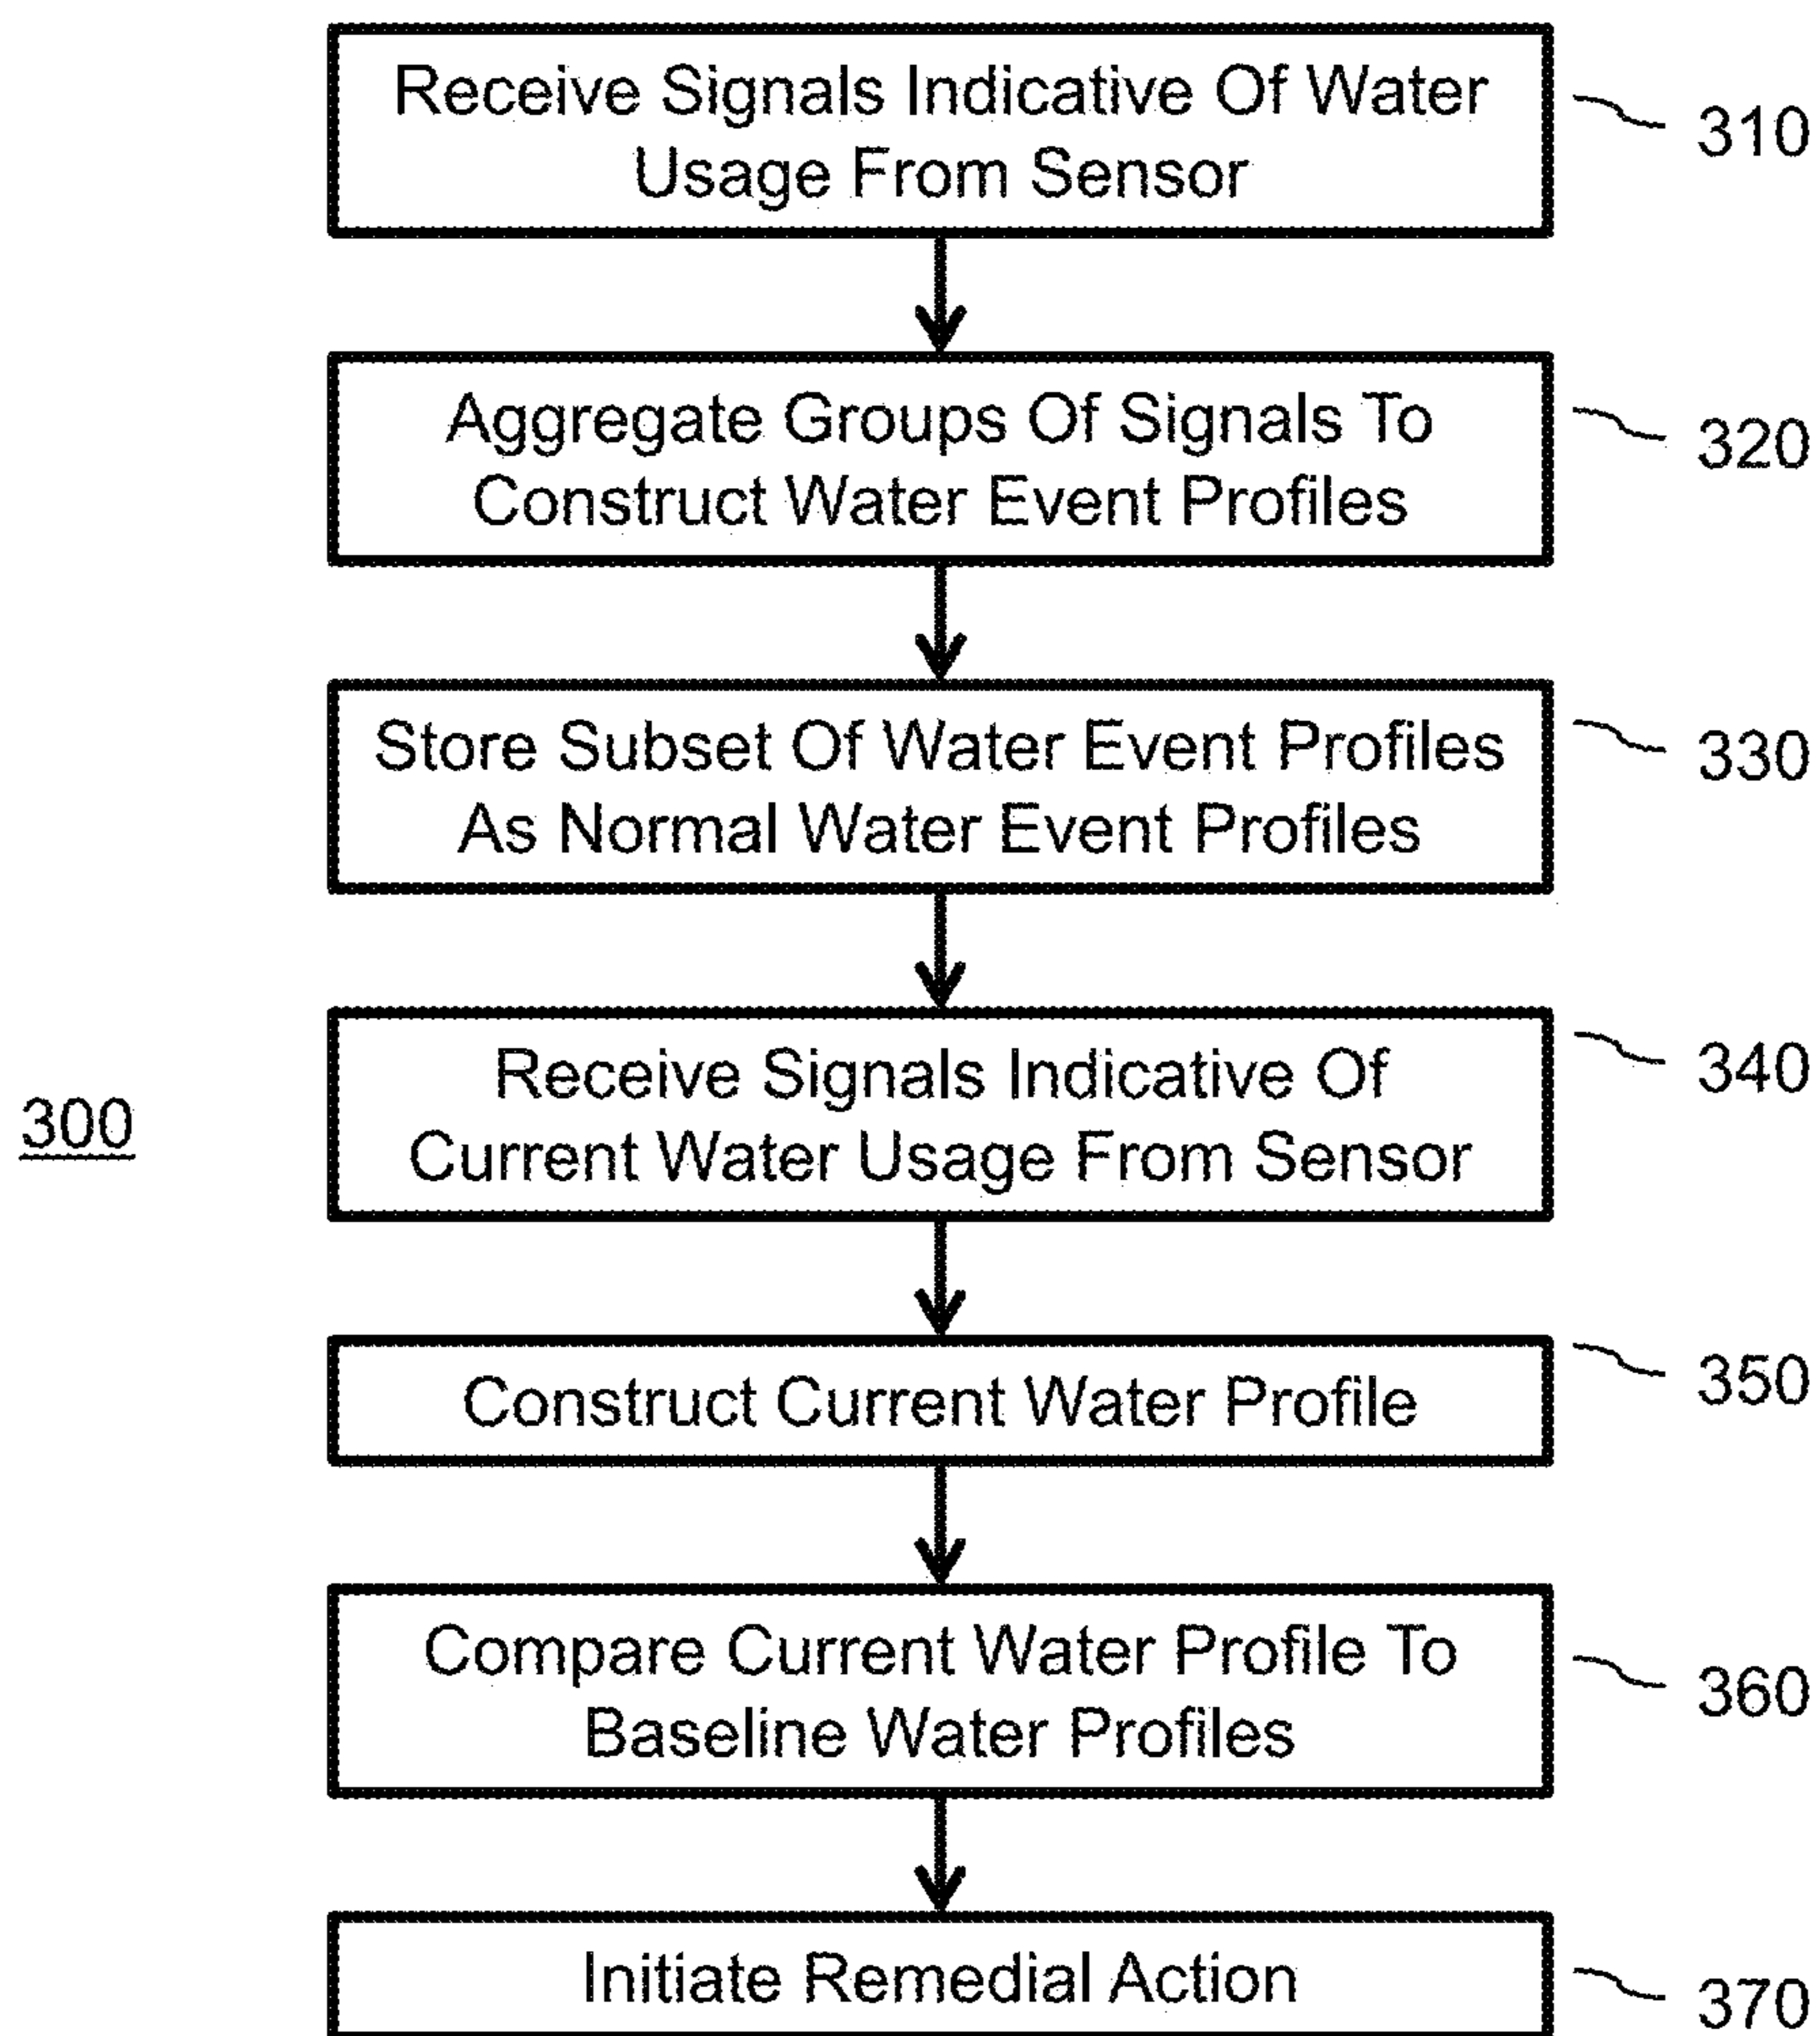 Receive Signals Indicative Of Water
Usage From Sensor
310
Aggregate Groups Of Signals To
Construct Water Event Profiles
320
Store Subset Of Water Event Profiles
As Normal Water Event Profiles
330
Receive Signals Indicative Of
Current Water Usage From Sensor
340
300
Construct Current Water Profile
350
Compare Current Water Profile To
Baseline Water Profiles
360
Initiate Remedial Action
370